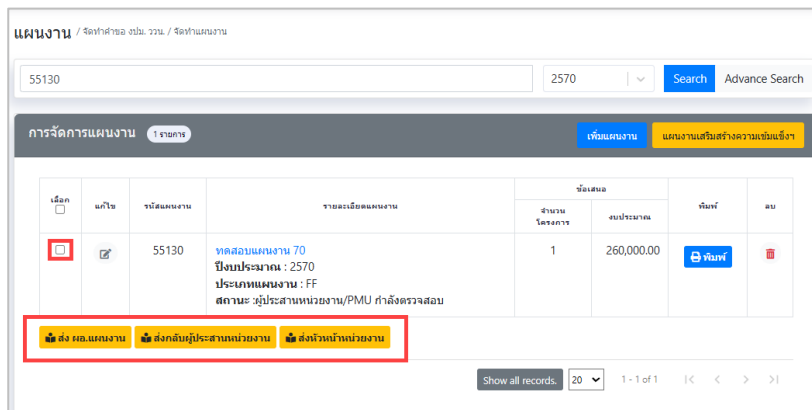 แผนงาน / จัดทำคำขอ งปม. ววน. / จัดทำแผนงาน
55130 2570 Search Advance Search
การจัดการแผนงาน 1 รายการ เพิ่มแผนงาน แผนงานเสริมสร้างความเข้มแข็งฯ
เลือก แก้ไข รหัสแผนงาน รายละเอียดแผนงาน ข้อเสนอ พิมพ์ ลบ
จำนวนโครงการ งบประมาณ
55130 ทดสอบแผนงาน 70 1 260,000.00 พิมพ์
ปีงบประมาณ : 2570
ประเภทแผนงาน : FF
สถานะ :ผู้ประสานหน่วยงาน/PMU กำลังตรวจสอบ
ส่ง ผอ.แผนงาน ส่งกลับผู้ประสานหน่วยงาน ส่งหัวหน้าหน่วยงาน
Show all records. 20 1 - 1 of 1 |< < > >|